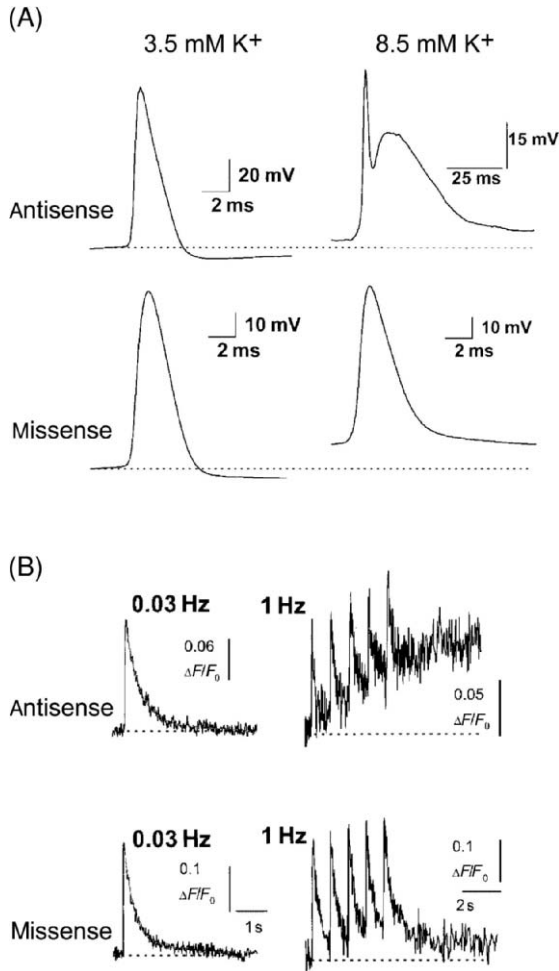 (A)
3.5 mM K+
8.5 mM K+
15 mV
25 ms
20 mV
2 ms
Antisense
10 mV
2 ms
10 mV
2 ms
Missense
(B)
0.03 Hz
1 Hz
0.06
ΔF/F0
0.05
ΔF/F0
Antisense
0.03 Hz
1 Hz
0.1
ΔF/F0
0.1
ΔF/F0
1s
2s
Missense